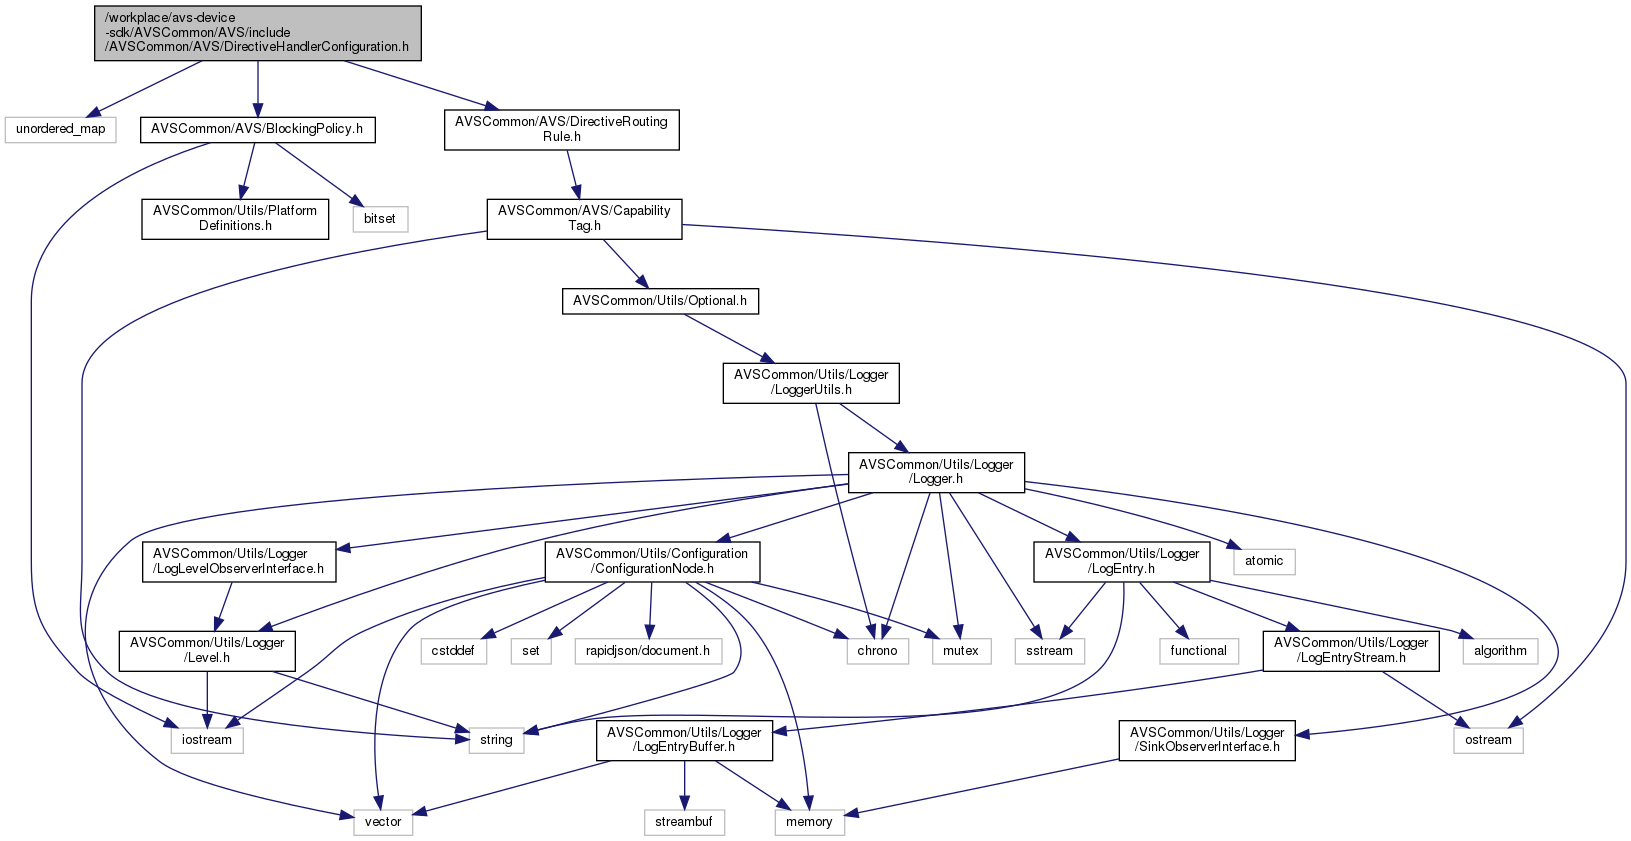 /workplace/avs-device
-sdk/AVSCommon/AVS/include
/AVSCommon/AVS/DirectiveHandlerConfiguration.h
unordered_map
AVSCommon/AVS/BlockingPolicy.h
AVSCommon/AVS/DirectiveRouting
Rule.h
AVSCommon/Utils/Platform
Definitions.h
bitset
AVSCommon/AVS/Capability
Tag.h
AVSCommon/Utils/Optional.h
AVSCommon/Utils/Logger
/LoggerUtils.h
AVSCommon/Utils/Logger
/Logger.h
AVSCommon/Utils/Logger
/LogLevelObserverInterface.h
AVSCommon/Utils/Configuration
/ConfigurationNode.h
AVSCommon/Utils/Logger
/LogEntry.h
atomic
AVSCommon/Utils/Logger
/Level.h
cstddef
set
rapidjson/document.h
chrono
mutex
sstream
functional
AVSCommon/Utils/Logger
/LogEntryStream.h
algorithm
iostream
string
AVSCommon/Utils/Logger
/LogEntryBuffer.h
AVSCommon/Utils/Logger
/SinkObserverInterface.h
ostream
vector
streambuf
memory